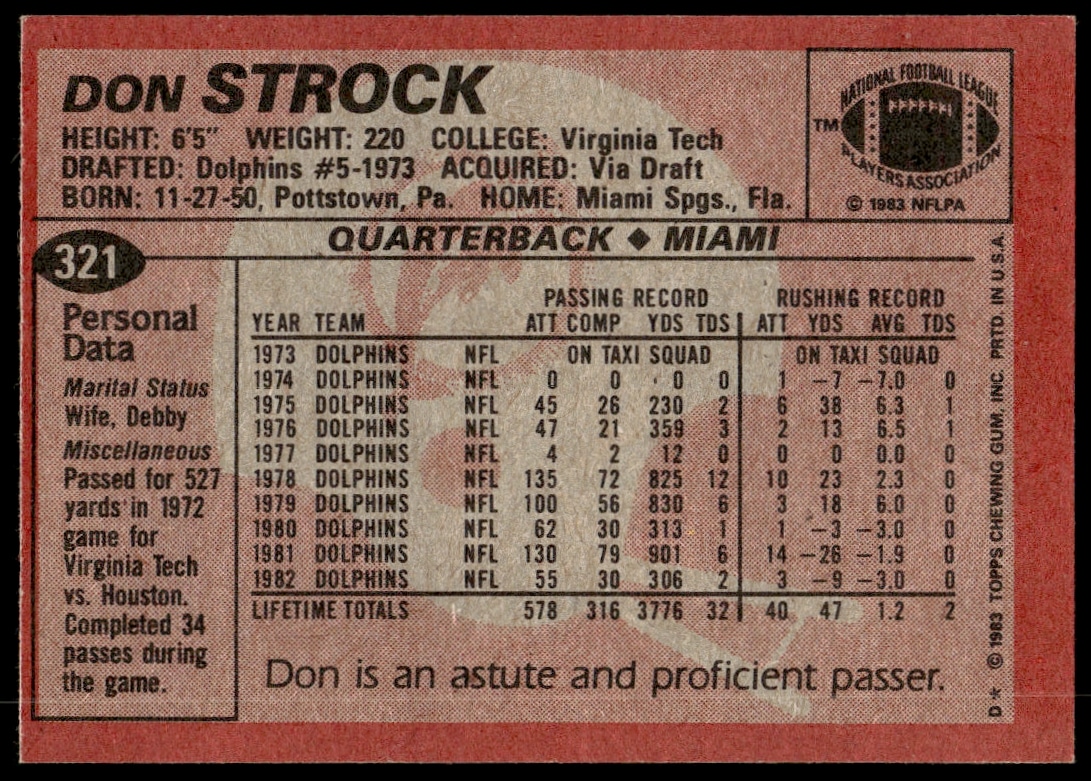 DON STROCK
HEIGHT: 6'5" WEIGHT: 220 COLLEGE: Virginia Tech
DRAFTED: Dolphins #5-1973 ACQUIRED: Via Draft
BORN: 11-27-50, Pottstown, Pa. HOME: Miami Spgs., Fla.
NATIONAL FOOTBALL LEAGUE
TM
PLAYERS ASSOCIATION
© 1983 NFLPA
QUARTERBACK ◆ MIAMI
321
Personal
Data
Marital Status
Wife, Debby
Miscellaneous
Passed for 527
yards in 1972
game for
Virginia Tech
vs. Houston.
Completed 34
passes during
the game.
PASSING RECORD RUSHING RECORD
YEAR TEAM ATT COMP YDS TDS ATT YDS AVG TDS
1973 DOLPHINS NFL ON TAXI SQUAD ON TAXI SQUAD
1974 DOLPHINS NFL 0 0 0 0 1 –7 –7.0 0
1975 DOLPHINS NFL 45 26 230 2 6 38 6.3 1
1976 DOLPHINS NFL 47 21 359 3 2 13 6.5 1
1977 DOLPHINS NFL 4 2 12 0 0 0 0.0 0
1978 DOLPHINS NFL 135 72 825 12 10 23 2.3 0
1979 DOLPHINS NFL 100 56 830 6 3 18 6.0 0
1980 DOLPHINS NFL 62 30 313 1 1 –3 –3.0 0
1981 DOLPHINS NFL 130 79 901 6 14 –26 –1.9 0
1982 DOLPHINS NFL 55 30 306 2 3 –9 –3.0 0
LIFETIME TOTALS 578 316 3776 32 40 47 1.2 2
Don is an astute and proficient passer.
D* © 1983 TOPPS CHEWING GUM, INC. PRTD. IN U.S.A.